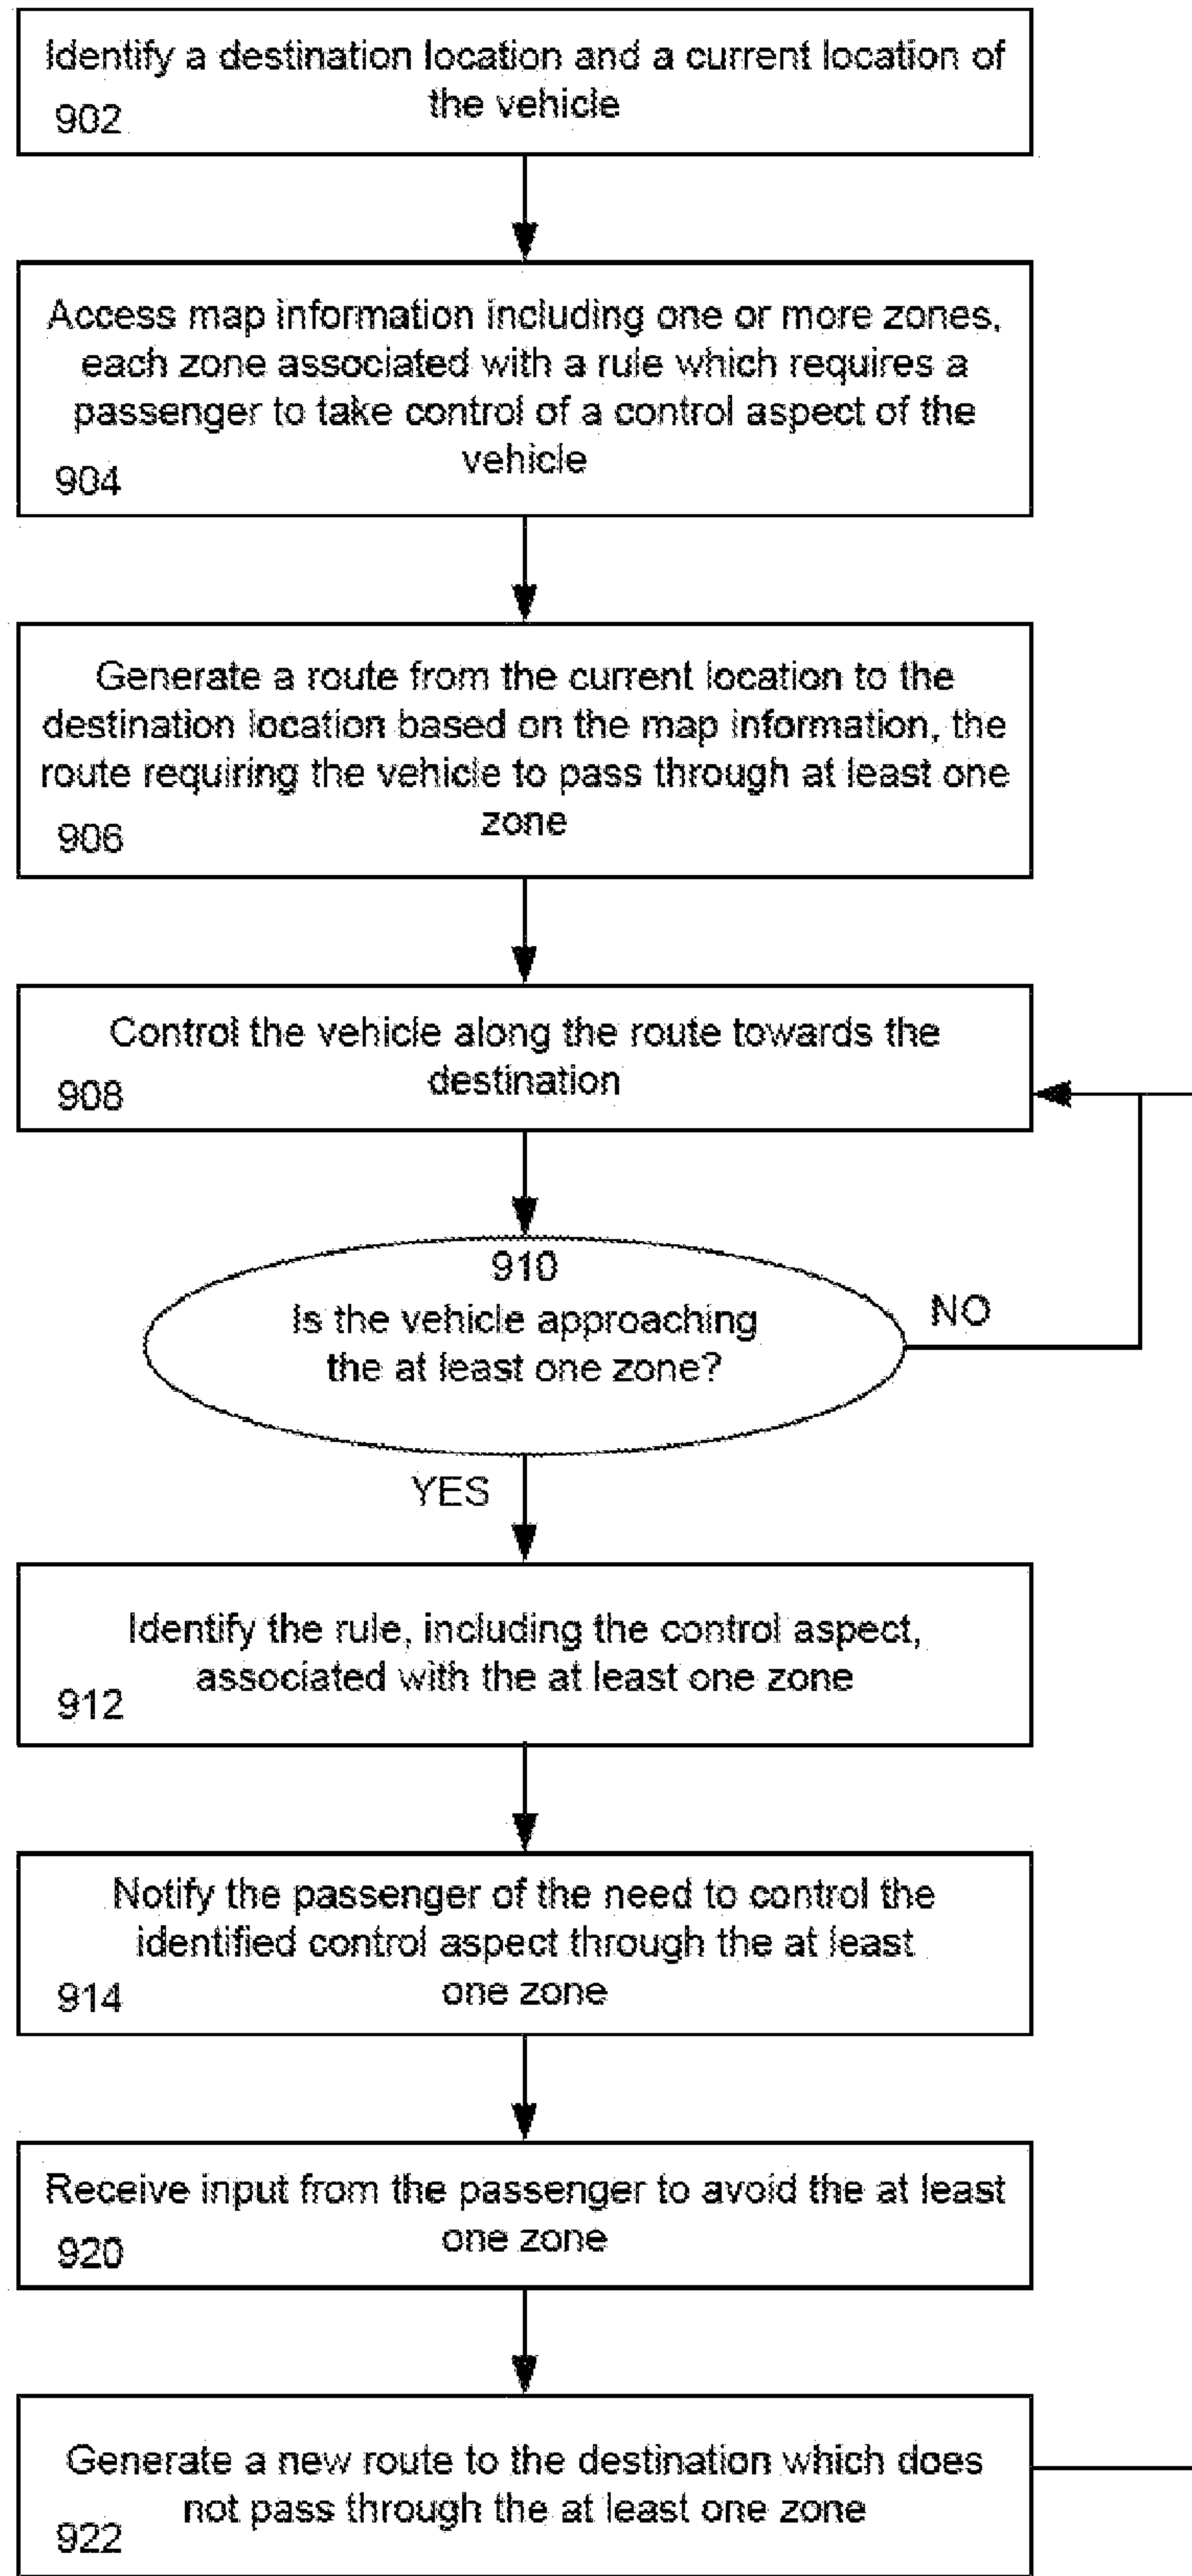 Identify a destination location and a current location of
the vehicle
902
Access map information including one or more zones,
each zone associated with a rule which requires a
passenger to take control of a control aspect of the
vehicle
904
Generate a route from the current location to the
destination location based on the map information, the
route requiring the vehicle to pass through at least one
zone
906
Control the vehicle along the route towards the
destination
908
910
Is the vehicle approaching
the at least one zone?
NO
YES
Identify the rule, including the control aspect,
associated with the at least one zone
912
Notify the passenger of the need to control the
identified control aspect through the at least
one zone
914
Receive input from the passenger to avoid the at least
one zone
920
Generate a new route to the destination which does
not pass through the at least one zone
922